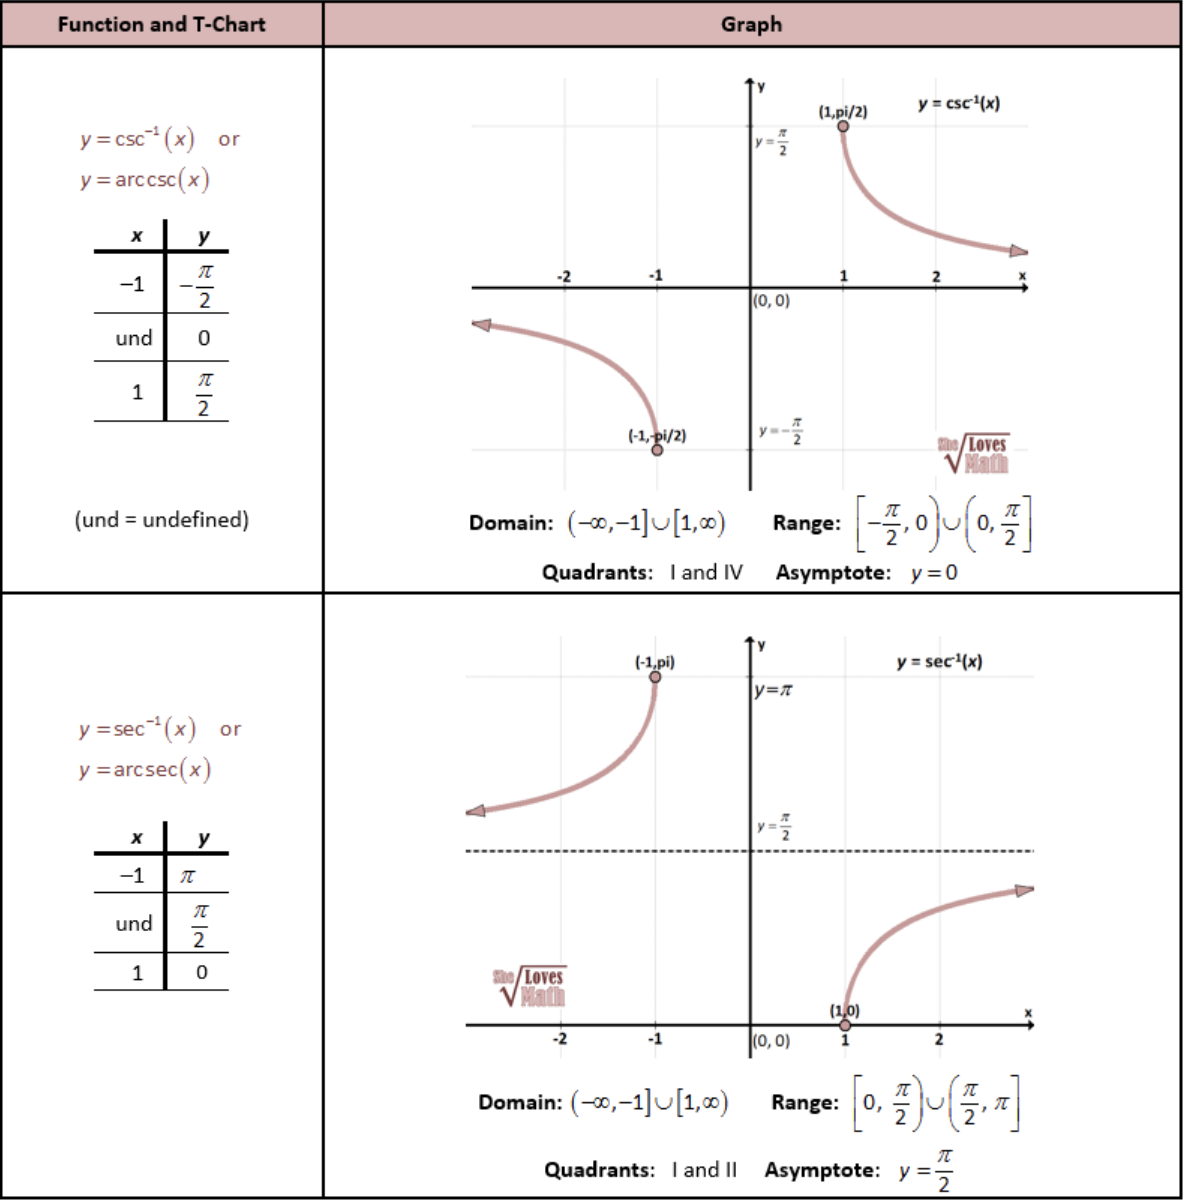 Function and T-Chart
Graph
y = csc⁻¹(x) or
y = arccsc(x)
x y
−1 −π/2
und 0
1 π/2
(und = undefined)
y
(1,pi/2)
y = csc⁻¹(x)
y = π/2
-2 -1 1 2 x
(0, 0)
(-1,-pi/2)
y = −π/2
She Loves
Math
Domain: (−∞,−1]∪[1,∞) Range: [−π/2, 0)∪(0, π/2]
Quadrants: I and IV Asymptote: y = 0
y = sec⁻¹(x) or
y = arcsec(x)
x y
−1 π
und π/2
1 0
y
(-1,pi)
y = sec⁻¹(x)
y = π
y = π/2
She Loves
Math
(1,0)
x
-2 -1 (0, 0) 1 2
Domain: (−∞,−1]∪[1,∞) Range: [0, π/2)∪(π/2, π]
Quadrants: I and II Asymptote: y = π/2